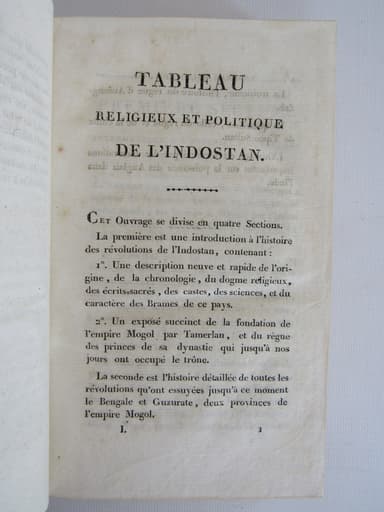 TABLEAU
RELIGIEUX ET POLITIQUE
DE L'INDOSTAN.
CET Ouvrage se divise en quatre Sections.
La première est une introduction à l'histoire
des révolutions de l'Indostan, contenant :
1°. Une description neuve et rapide de l'ori-
gine, de la chronologie, du dogme religieux,
des écrits sacrés, des castes, des sciences, et du
caractère des Brames de ce pays.
2°. Un exposé succinct de la fondation de
l'empire Mogol par Tamerlan, et du règne
des princes de sa dynastie qui jusqu'à nos
jours ont occupé le trône.
La seconde est l'histoire détaillée de toutes les
révolutions qu'ont essuyées jusqu'à ce moment
le Bengale et Guzurate, deux provinces de
l'empire Mogol.
I. 1